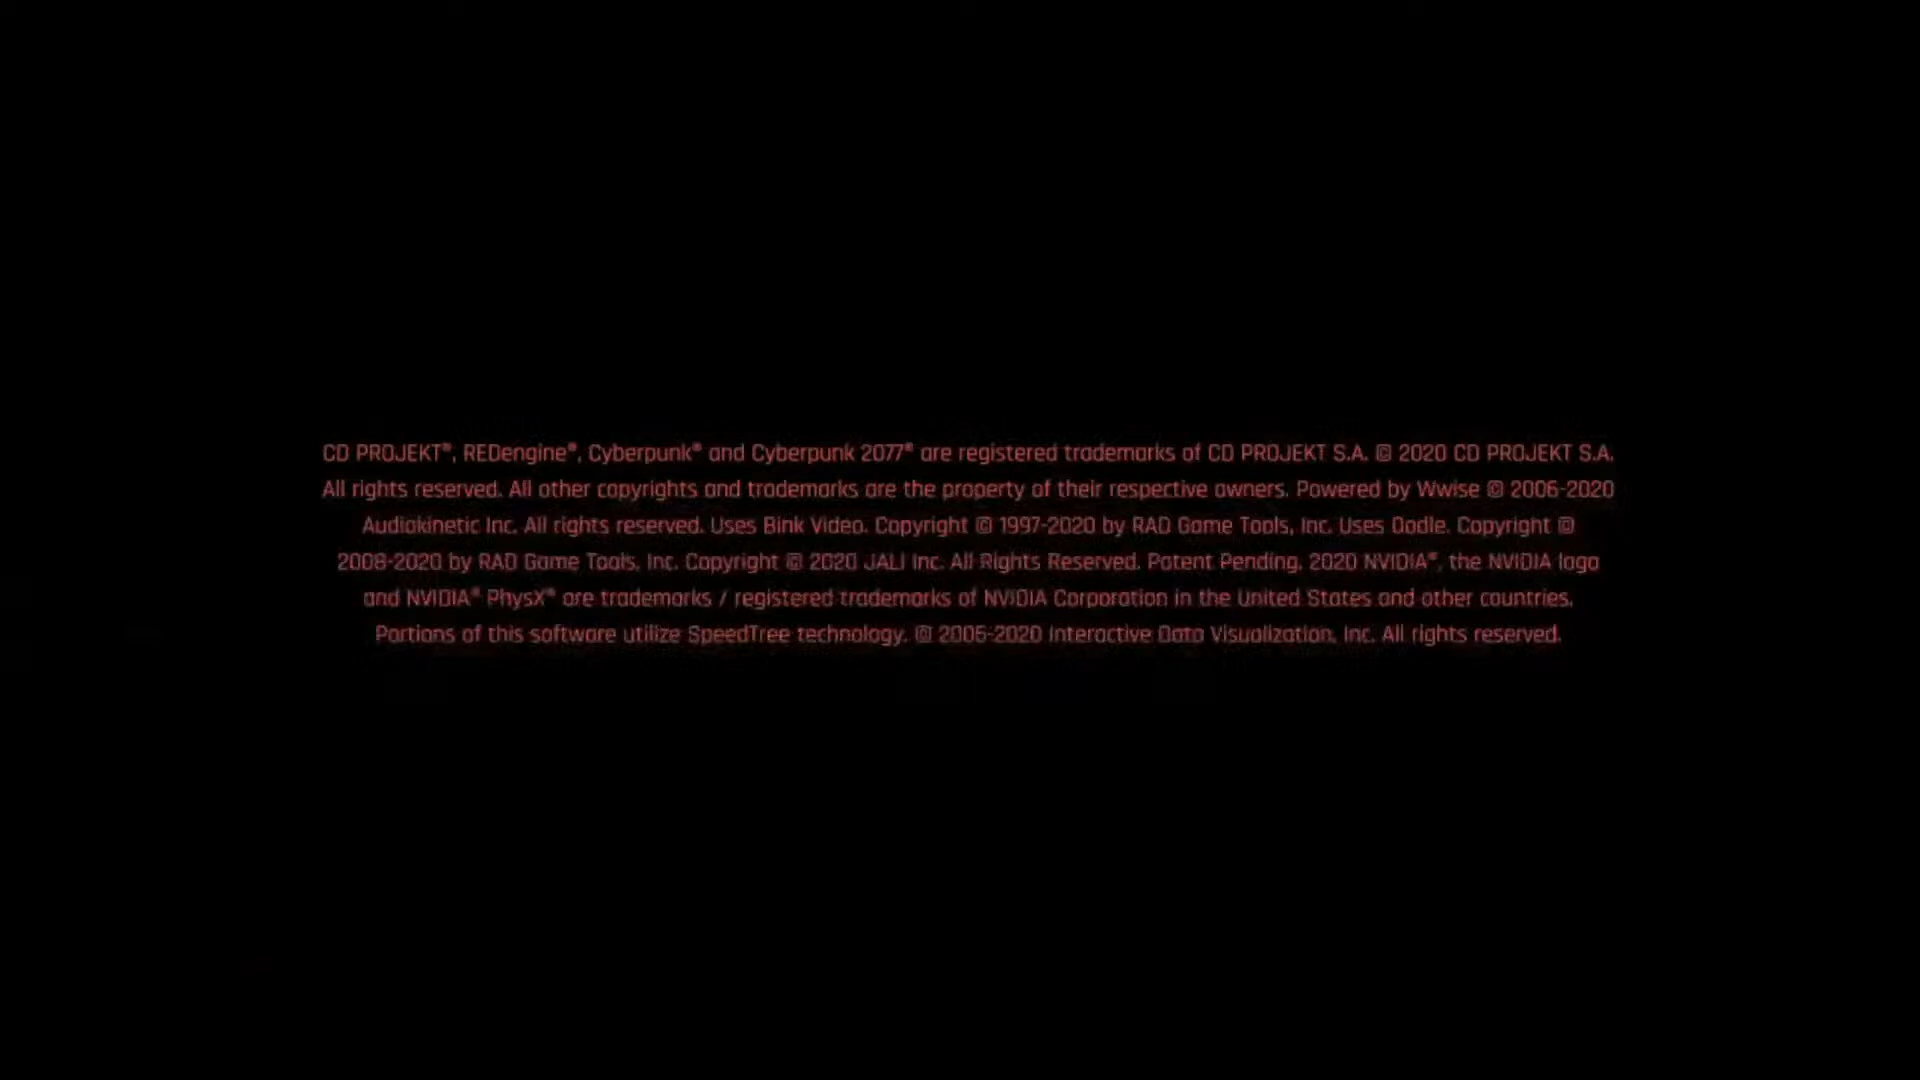 CD PROJEKT®, REDengine®, Cyberpunk® and Cyberpunk 2077® are registered trademarks of CD PROJEKT S.A. © 2020 CD PROJEKT S.A.
All rights reserved. All other copyrights and trademarks are the property of their respective owners. Powered by Wwise © 2006-2020
Audiokinetic Inc. All rights reserved. Uses Bink Video. Copyright © 1997-2020 by RAD Game Tools, Inc. Uses Oodle. Copyright ©
2008-2020 by RAD Game Tools, Inc. Copyright © 2020 JALI Inc. All Rights Reserved. Patent Pending. 2020 NVIDIA®, the NVIDIA logo
and NVIDIA® PhysX® are trademarks / registered trademarks of NVIDIA Corporation in the United States and other countries.
Portions of this software utilize SpeedTree technology. © 2005-2020 Interactive Data Visualization, Inc. All rights reserved.